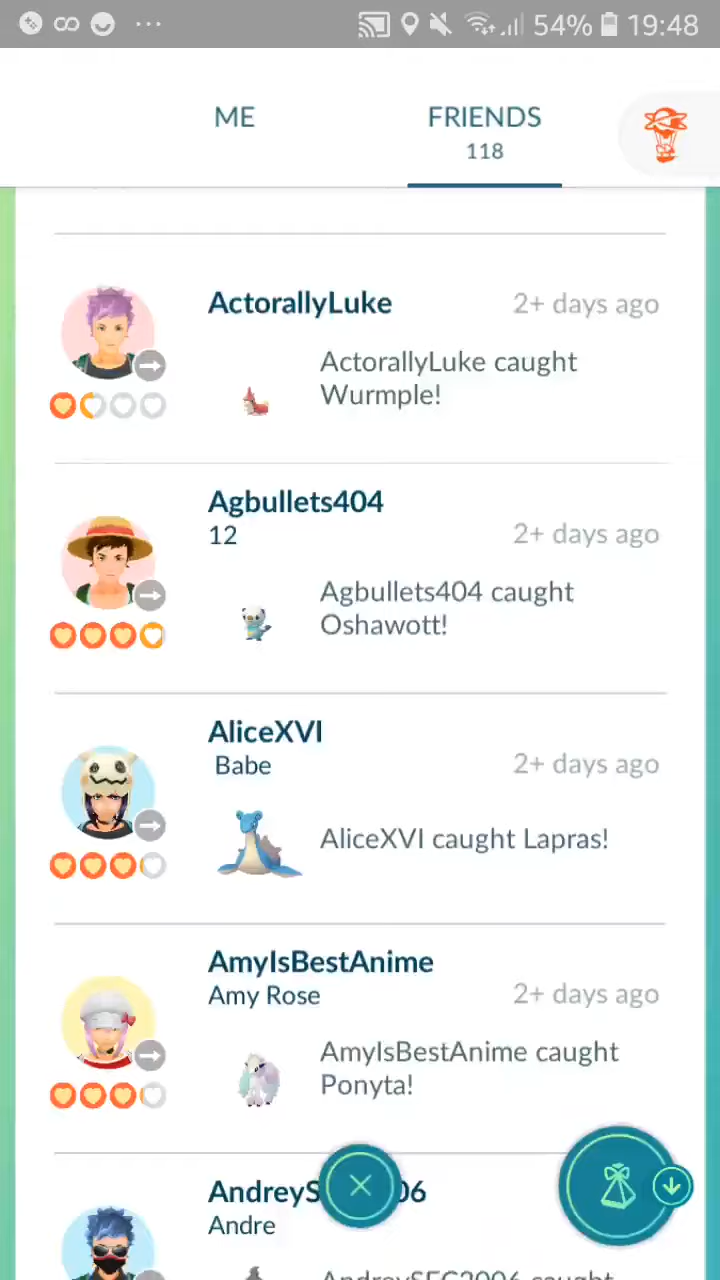 54% 19:48
ME
FRIENDS
118
ActorallyLuke
2+ days ago
ActorallyLuke caught
Wurmple!
Agbullets404
12
2+ days ago
Agbullets404 caught
Oshawott!
AliceXVI
Babe
2+ days ago
AliceXVI caught Lapras!
AmyIsBestAnime
Amy Rose
2+ days ago
AmyIsBestAnime caught
Ponyta!
Andre
AndreySEC2006 caught